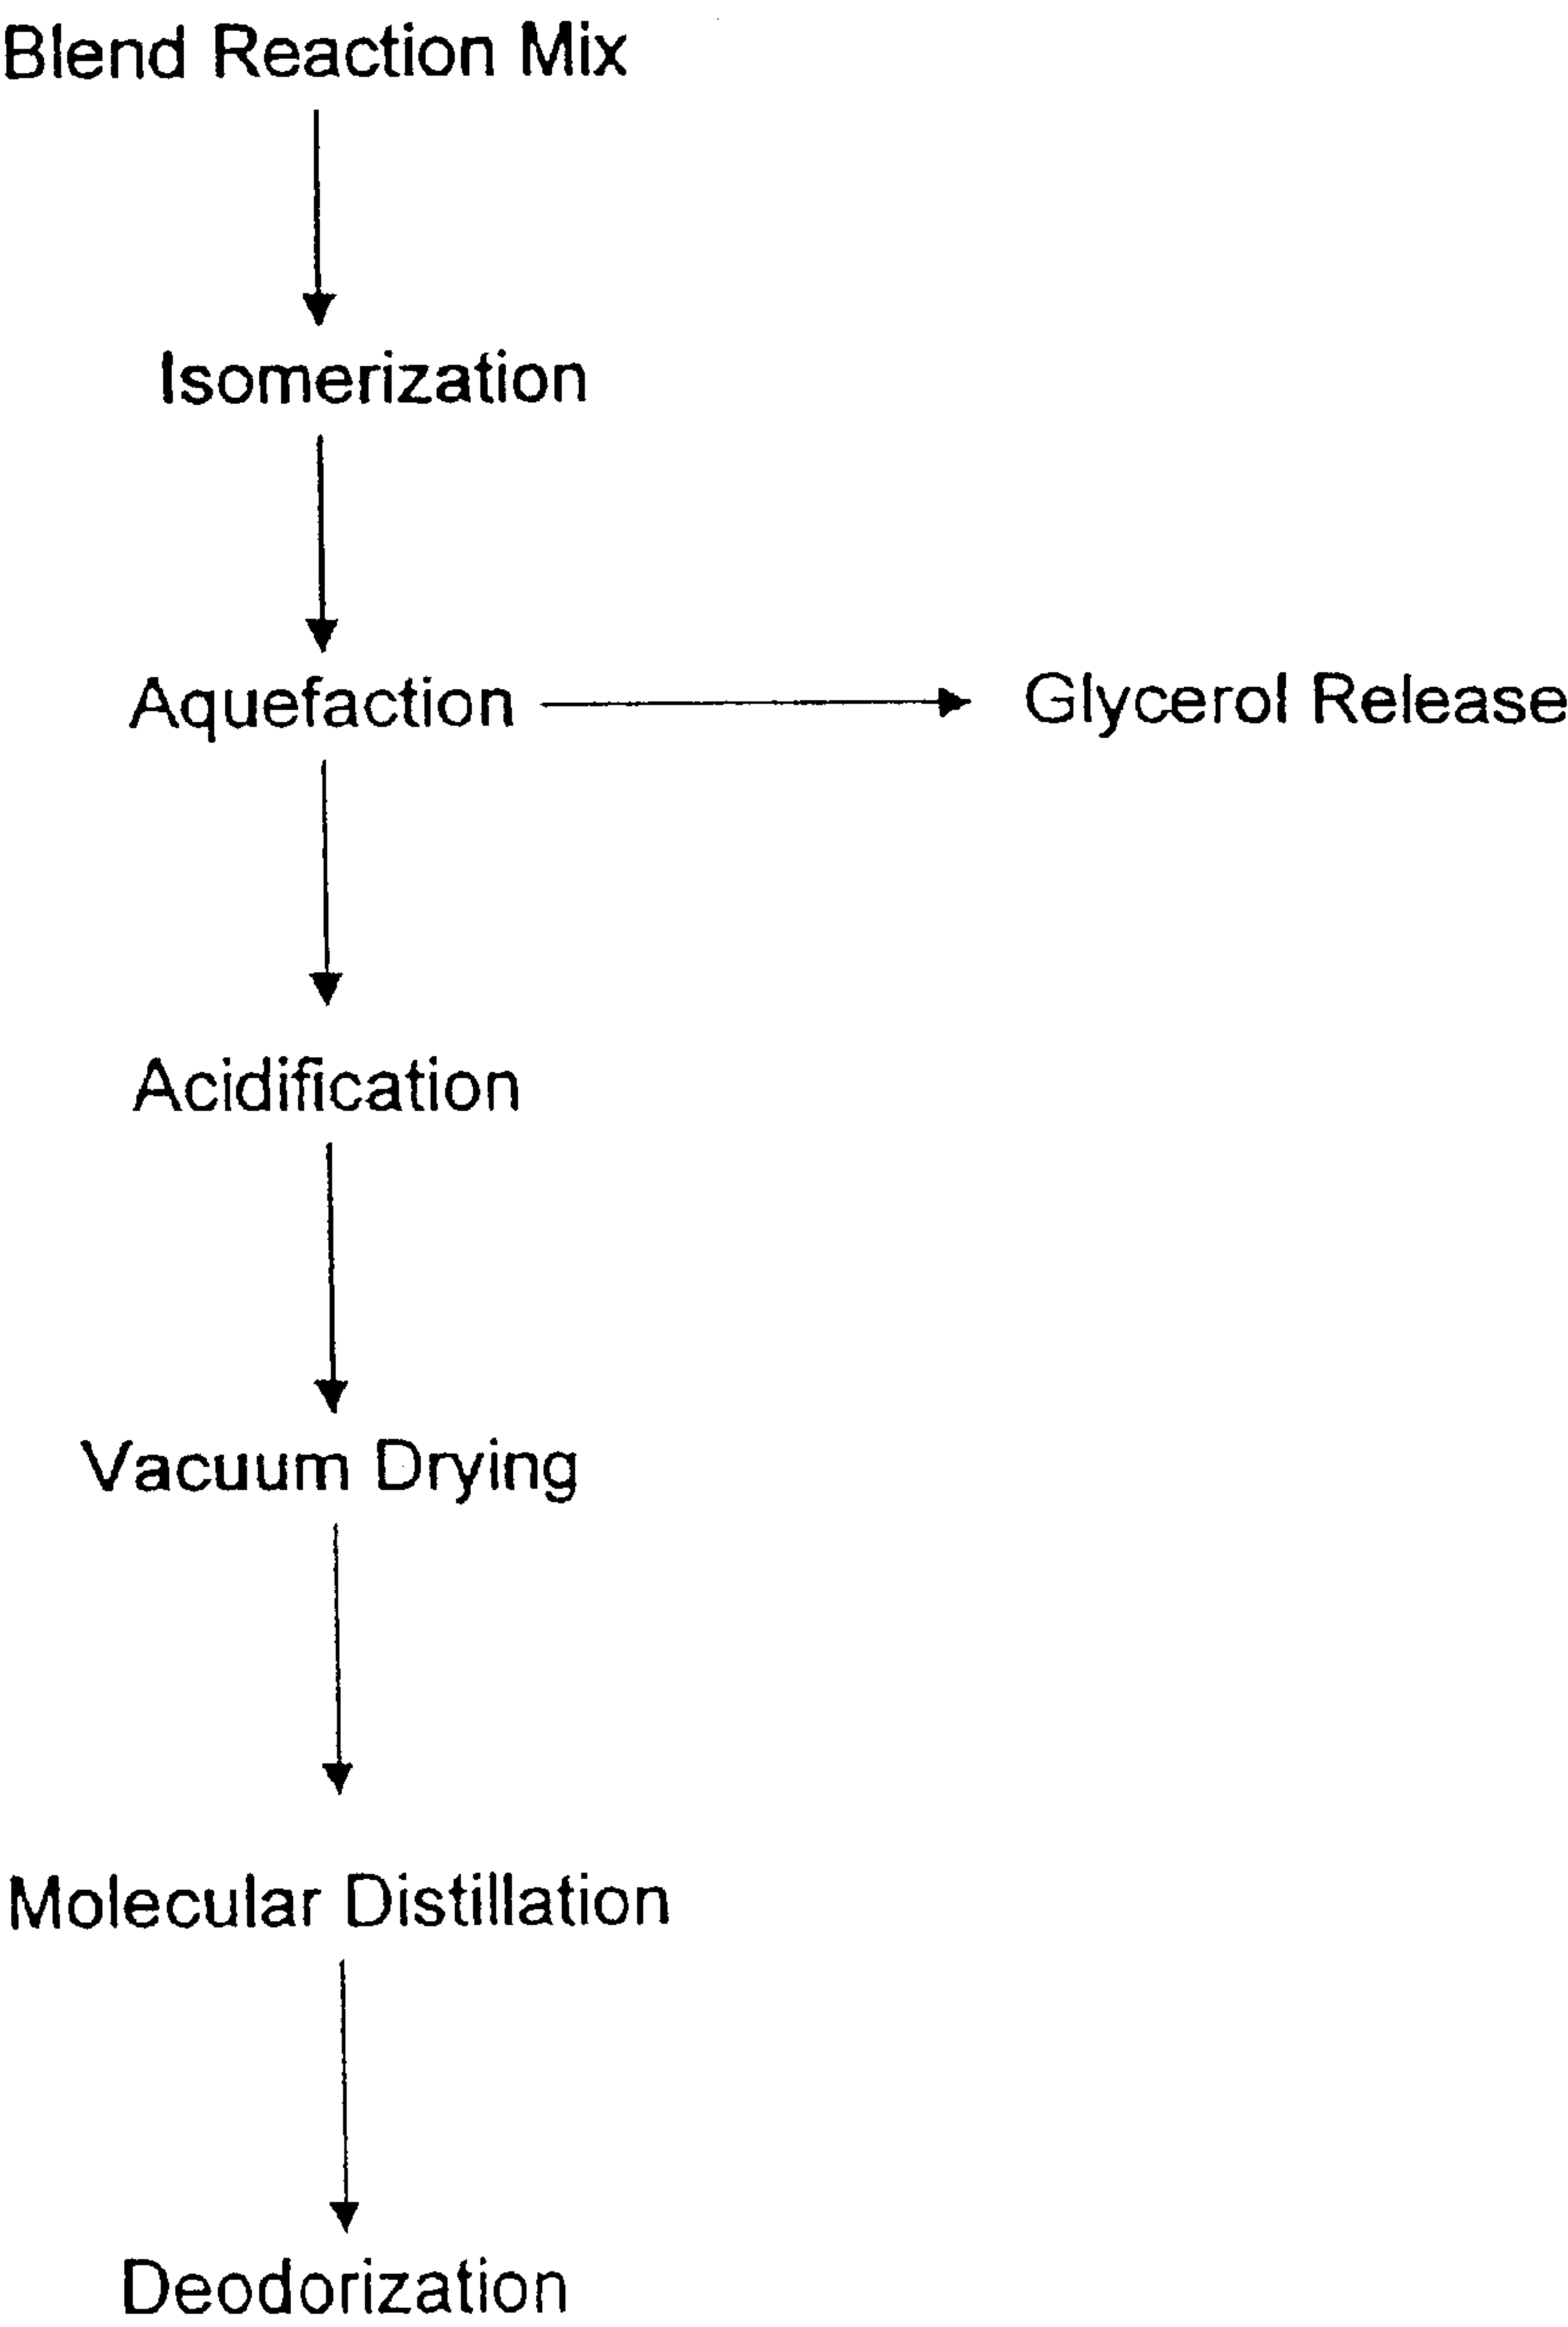 Blend Reaction Mix
Isomerization
Aquefaction
Glycerol Release
Acidification
Vacuum Drying
Molecular Distillation
Deodorization